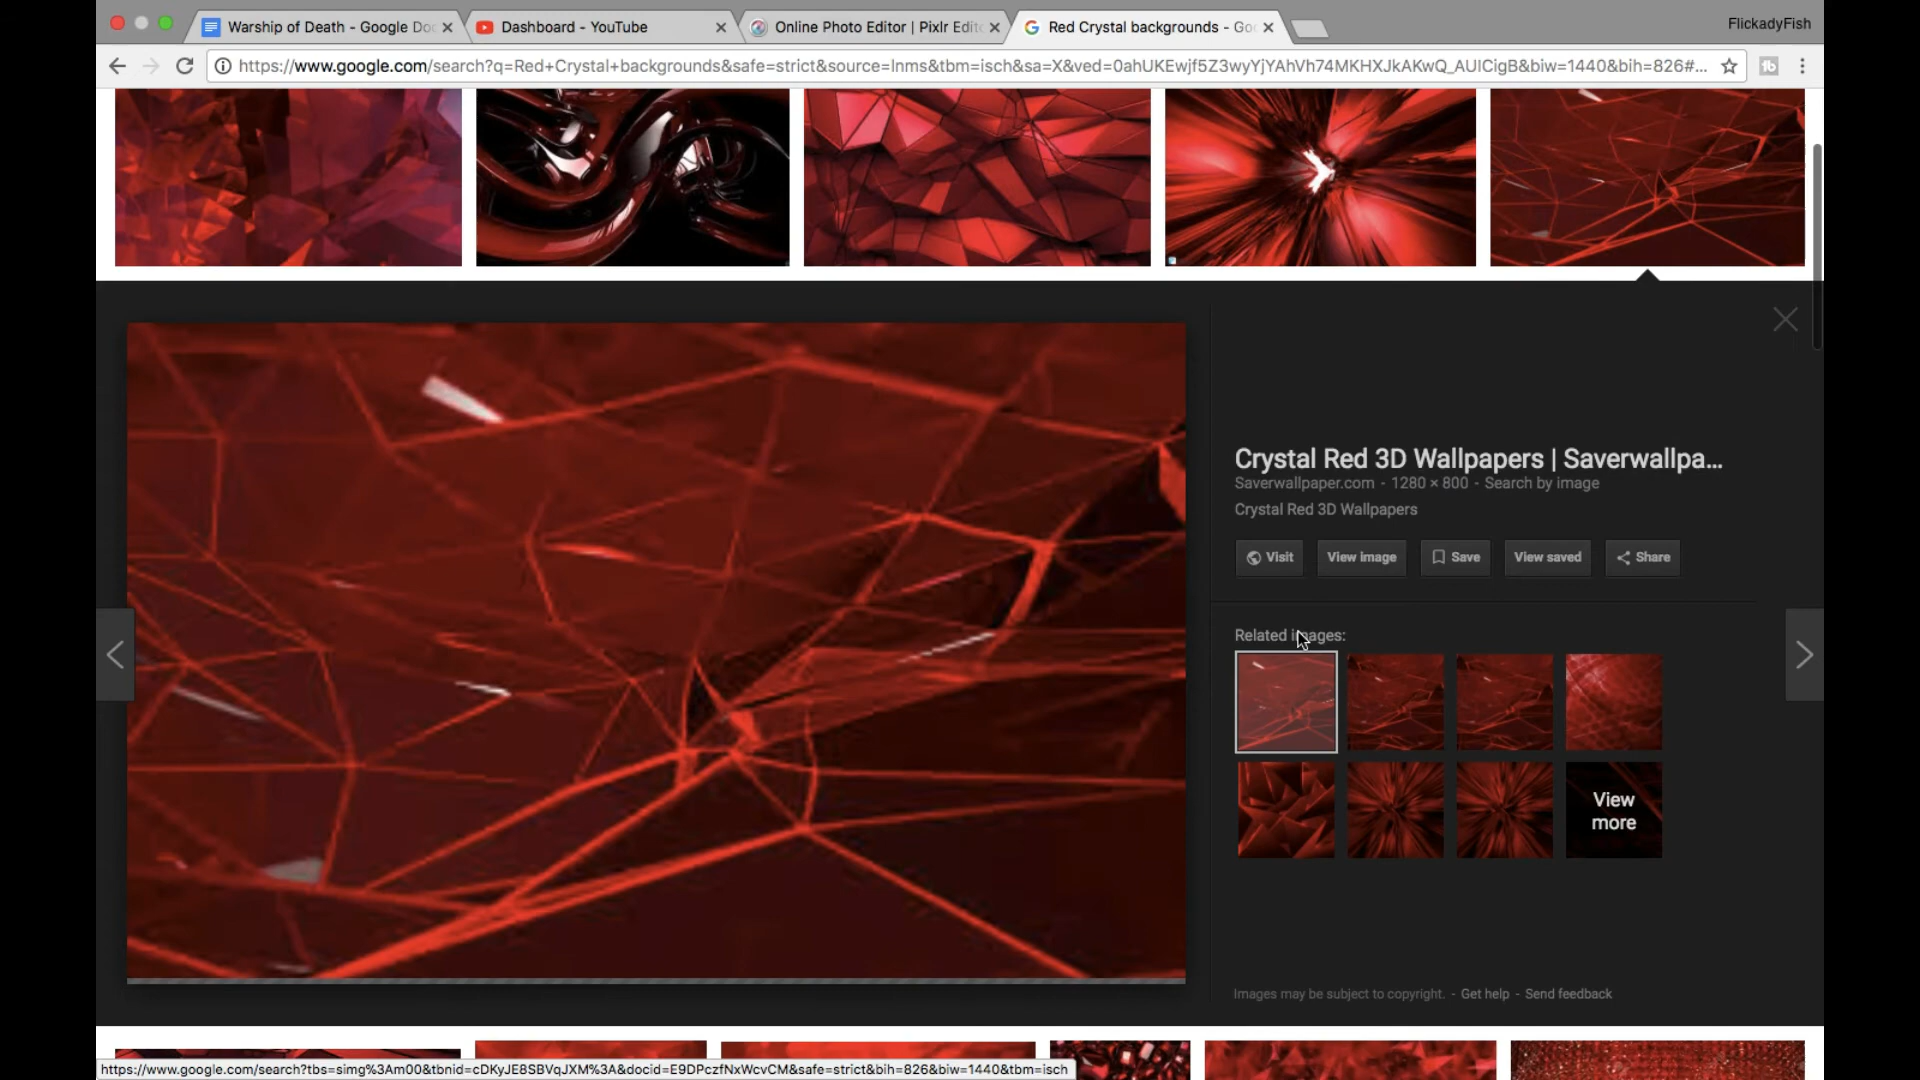 Warship of Death - Google Doc
Dashboard - YouTube
Online Photo Editor | Pixlr Edito
Red Crystal backgrounds - Goo
FlickadyFish
https://www.google.com/search?q=Red+Crystal+backgrounds&safe=strict&source=lnms&tbm=isch&sa=X&ved=0ahUKEwjf5Z3wyYjYAhVh74MKHXJkAKwQ_AUICigB&biw=1440&bih=826#...
Crystal Red 3D Wallpapers | Saverwallpa...
Saverwallpaper.com - 1280 × 800 - Search by image
Crystal Red 3D Wallpapers
Visit
View image
Save
View saved
Share
Related images:
View
more
Images may be subject to copyright. - Get help - Send feedback
https://www.google.com/search?tbs=simg%3Am00&tbnid=cDKyJE8SBVqJXM%3A&docid=E9DPczfNxWcvCM&safe=strict&bih=826&biw=1440&tbm=isch